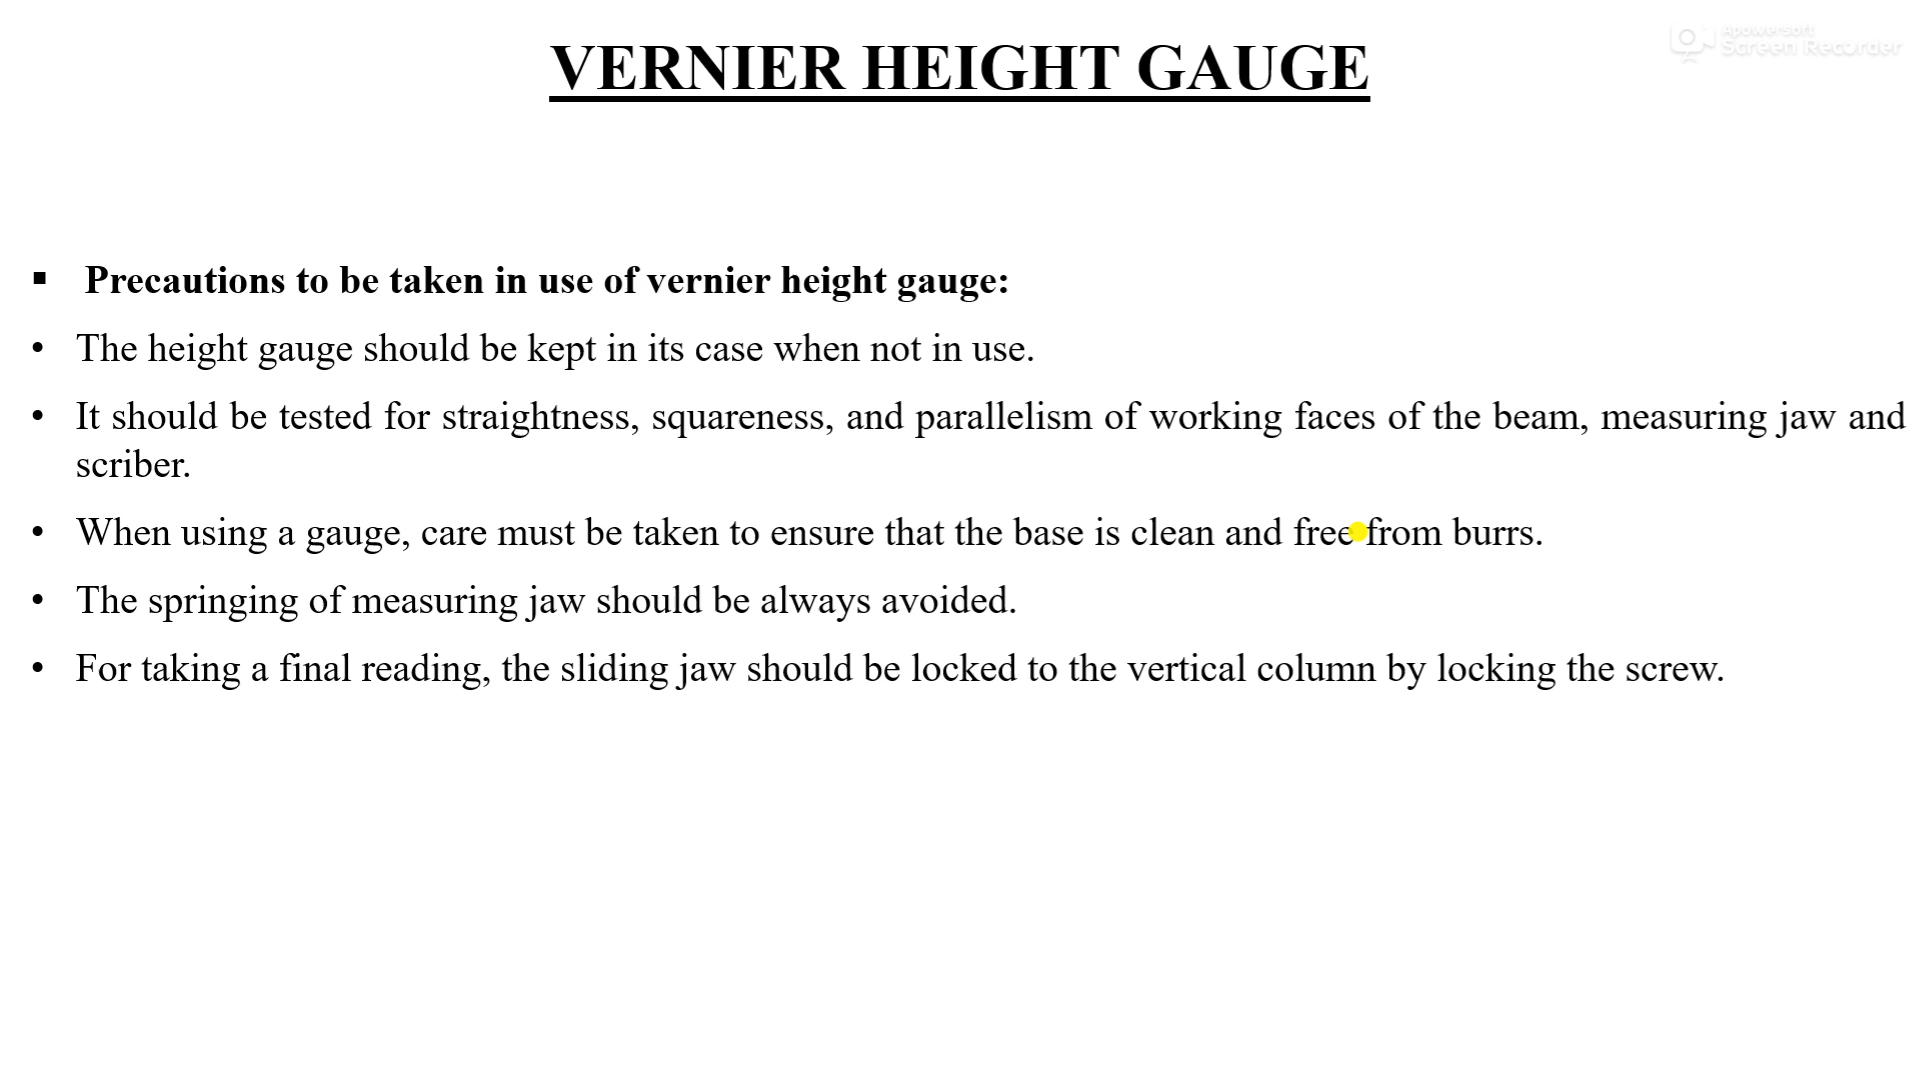 VERNIER HEIGHT GAUGE
Apowersoft
Screen Recorder
▪ Precautions to be taken in use of vernier height gauge:
• The height gauge should be kept in its case when not in use.
• It should be tested for straightness, squareness, and parallelism of working faces of the beam, measuring jaw and
scriber.
• When using a gauge, care must be taken to ensure that the base is clean and free from burrs.
• The springing of measuring jaw should be always avoided.
• For taking a final reading, the sliding jaw should be locked to the vertical column by locking the screw.